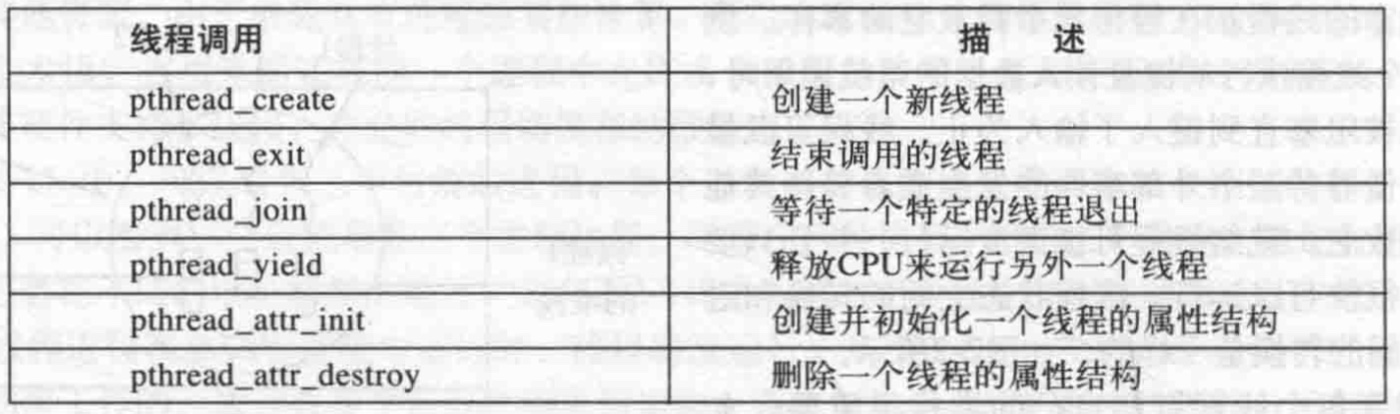 线程调用 描 述
pthread_create 创建一个新线程
pthread_exit 结束调用的线程
pthread_join 等待一个特定的线程退出
pthread_yield 释放CPU来运行另外一个线程
pthread_attr_init 创建并初始化一个线程的属性结构
pthread_attr_destroy 删除一个线程的属性结构